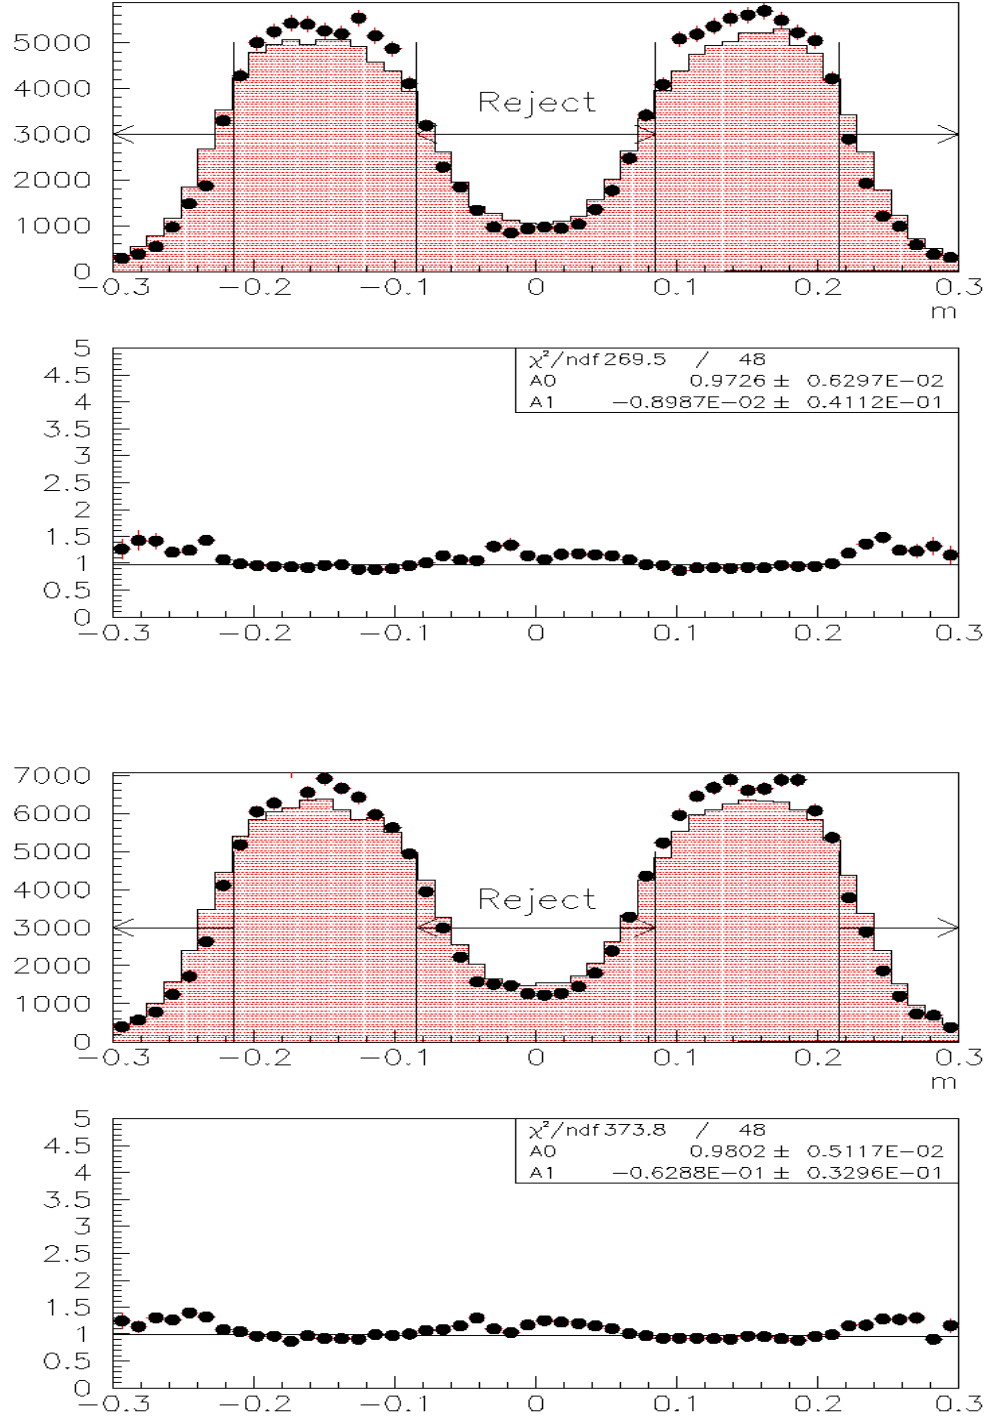 5000
4000
3000
2000
1000
0
Reject
−0.3 −0.2 −0.1 0 0.1 0.2 0.3
m
5
4.5
4
3.5
3
2.5
2
1.5
1
0.5
0
χ²/ndf 269.5 / 48
A0 0.9726 ± 0.6297E−02
A1 −0.8987E−02 ± 0.4112E−01
−0.3 −0.2 −0.1 0 0.1 0.2 0.3
7000
6000
5000
4000
3000
2000
1000
0
Reject
−0.3 −0.2 −0.1 0 0.1 0.2 0.3
m
5
4.5
4
3.5
3
2.5
2
1.5
1
0.5
0
χ²/ndf 373.8 / 48
A0 0.9802 ± 0.5117E−02
A1 −0.6288E−01 ± 0.3296E−01
−0.3 −0.2 −0.1 0 0.1 0.2 0.3